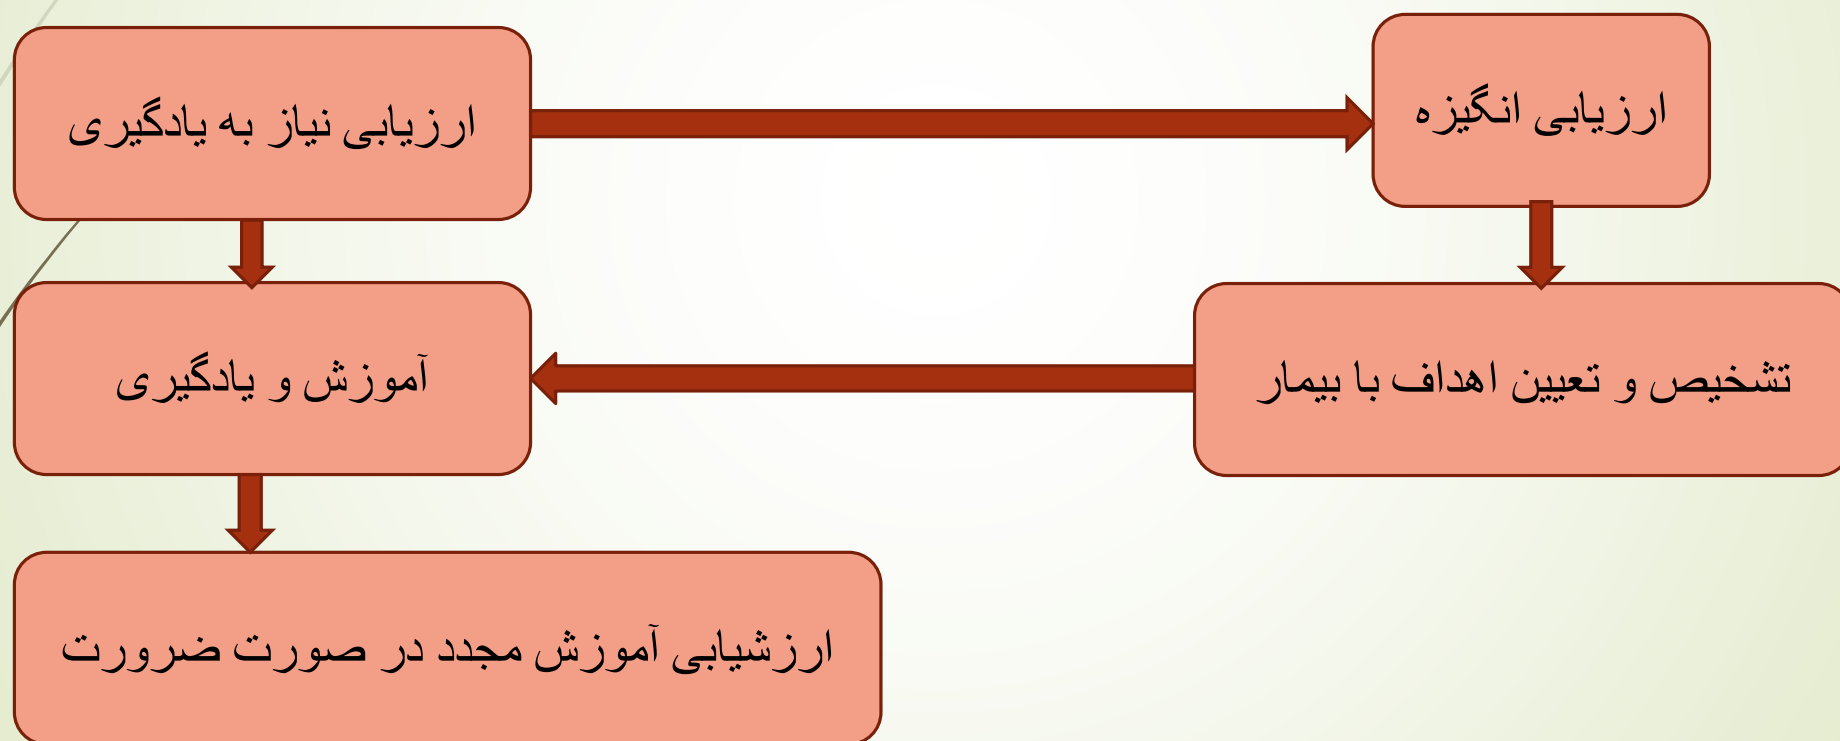 ارزیابی انگیزه
ارزیابی نیاز به یادگیری
تشخیص و تعیین اهداف با بیمار
آموزش و یادگیری
ارزشیابی آموزش مجدد در صورت ضرورت